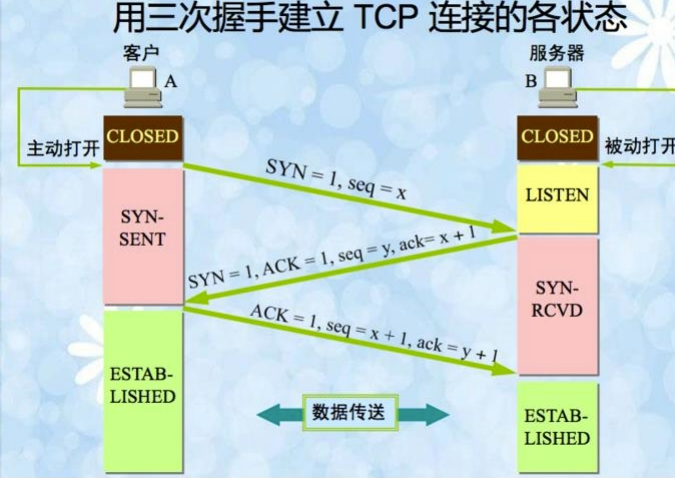 用三次握手建立 TCP 连接的各状态
客户
服务器
A
B
CLOSED
CLOSED
主动打开
被动打开
SYN = 1, seq = x
LISTEN
SYN-
SENT
SYN = 1, ACK = 1, seq = y, ack= x + 1
SYN-
RCVD
ACK = 1, seq = x + 1, ack = y + 1
ESTAB-
LISHED
数据传送
ESTAB-
LISHED